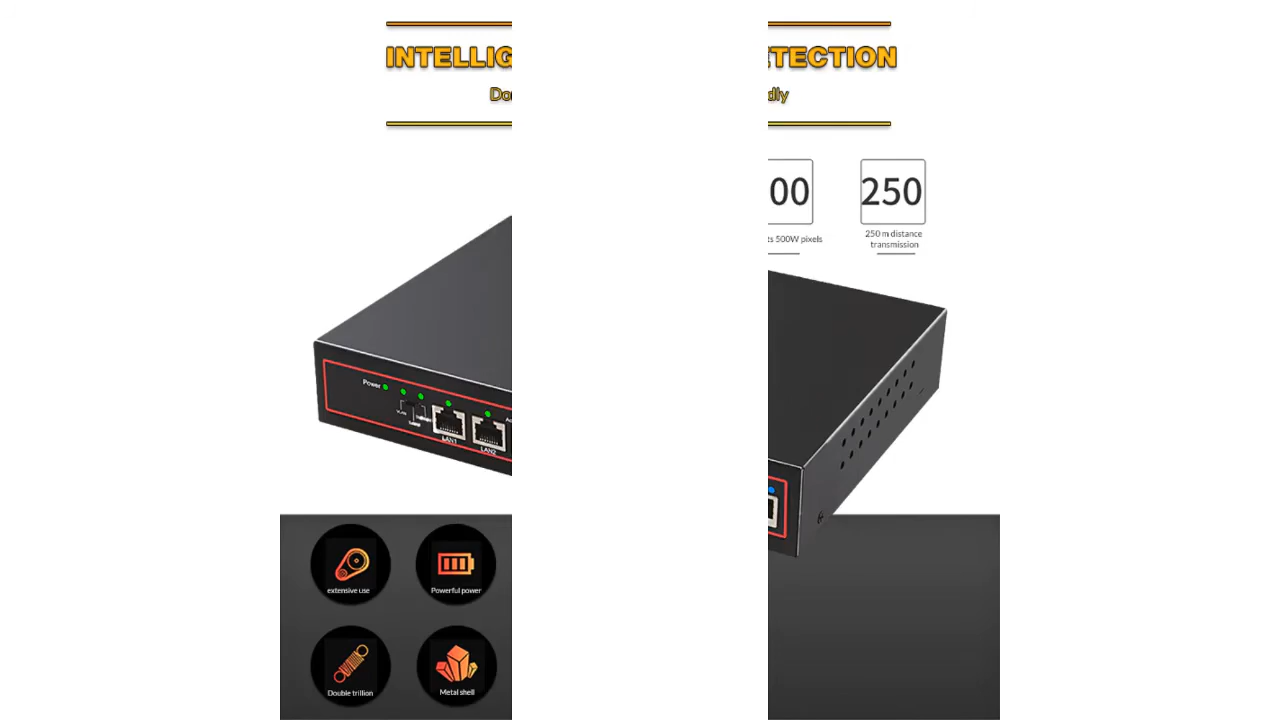 INTELLIG
ETECTION
Do
dly
00
250
ts 500W pixels
250 m distance
transmission
Power
LAN1
LAN2
extensive use
Powerful power
Double trillion
Metal shell